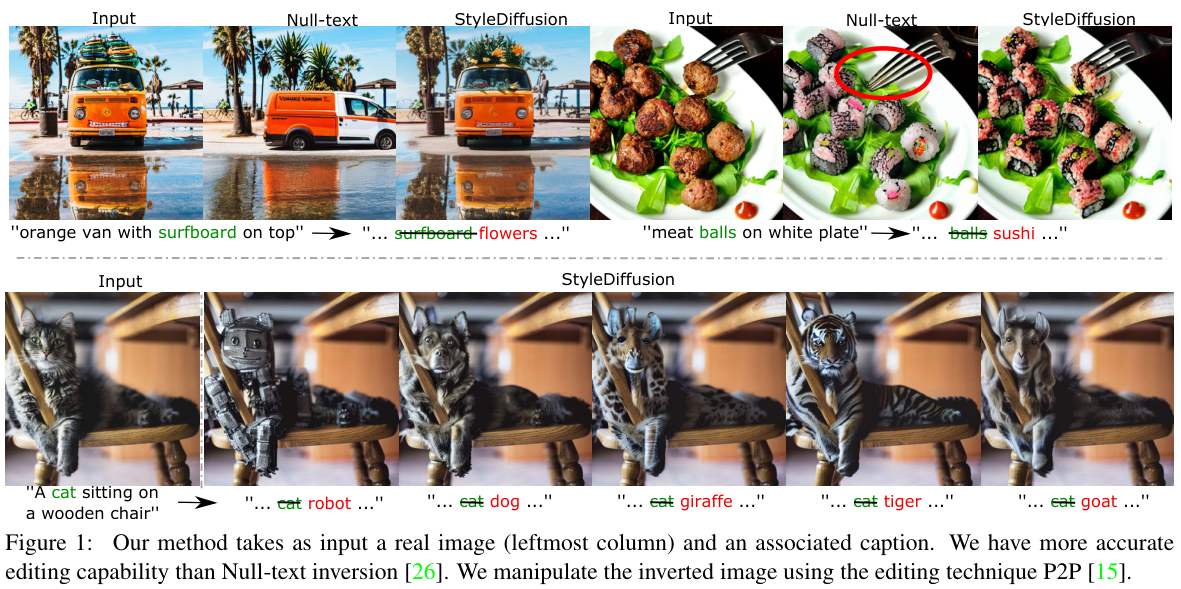 Input Null-text StyleDiffusion Input Null-text StyleDiffusion
"orange van with surfboard on top" "... surfboard flowers ..." "meat balls on white plate" "... balls sushi ..."
Input StyleDiffusion
"A cat sitting on
a wooden chair" "... cat robot ..." "... cat dog ..." "... cat giraffe ..." "... cat tiger ..." "... cat goat ..."
Figure 1: Our method takes as input a real image (leftmost column) and an associated caption. We have more accurate
editing capability than Null-text inversion [26]. We manipulate the inverted image using the editing technique P2P [15].